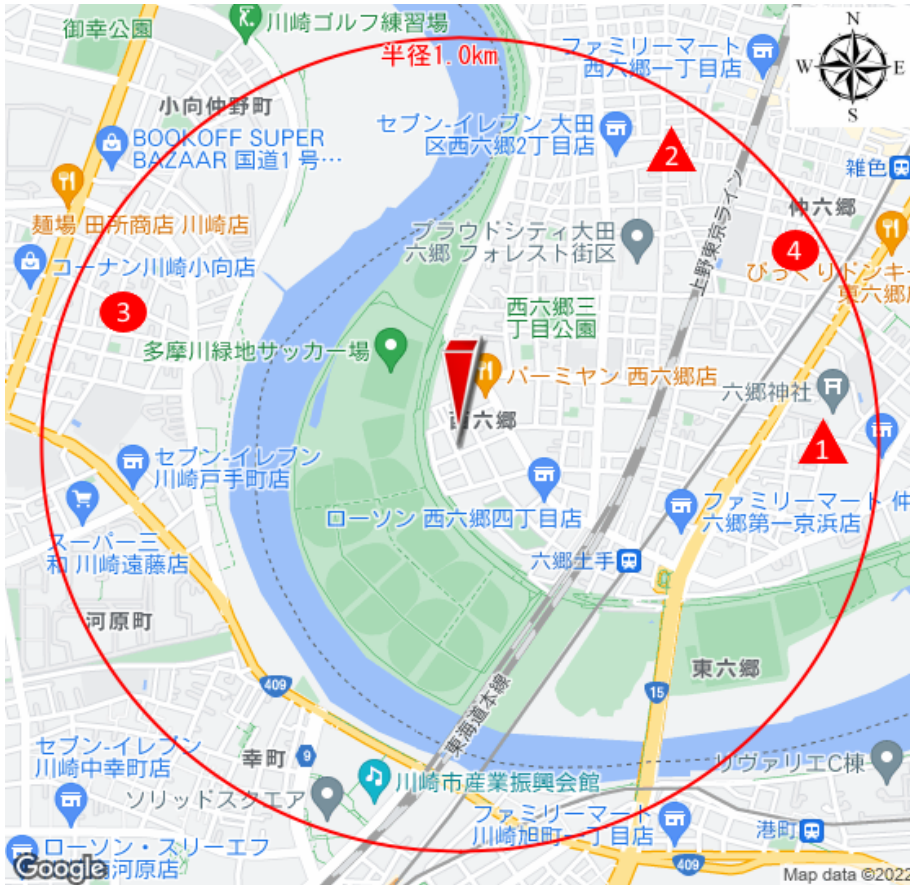 御幸公園
川崎ゴルフ練習場
半径1.0km
ファミリーマート
西六郷一丁目店
N
W
E
S
小向仲野町
BOOKOFF SUPER
BAZAAR 国道1 号…
セブン-イレブン 大田
区西六郷2丁目店
2
雑色
麺場 田所商店 川崎店
プラウドシティ大田
六郷 フォレスト街区
上野東京ライン
仲六郷
4
コーナン川崎小向店
びっくりドンキー
東六郷店
3
西六郷三
丁目公園
多摩川緑地サッカー場
バーミヤン 西六郷店
六郷神社
西六郷
1
セブン-イレブン
川崎戸手町店
ローソン 西六郷四丁目店
ファミリーマート 仲
六郷第一京浜店
スーパー三
和 川崎遠藤店
六郷土手
河原町
東六郷
409
15
東海道本線
セブン-イレブン
川崎中幸町店
幸町
9
川崎市産業振興会館
リヴァリエC棟
ソリッドスクエア
ファミリーマート
川崎旭町一丁目店
港町
ローソン・スリーエフ
河原店
409
Google
Map data ©2022